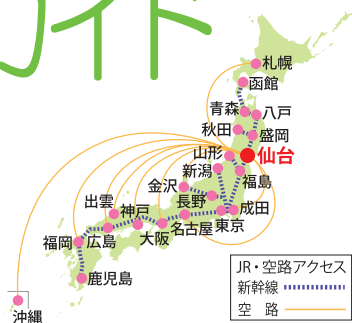 ガイド
札幌
函館
青森
八戸
秋田
盛岡
山形
仙台
新潟
福島
金沢
長野
成田
出雲
神戸
東京
名古屋
福岡
広島
大阪
鹿児島
沖縄
JR・空路アクセス
新幹線
空路